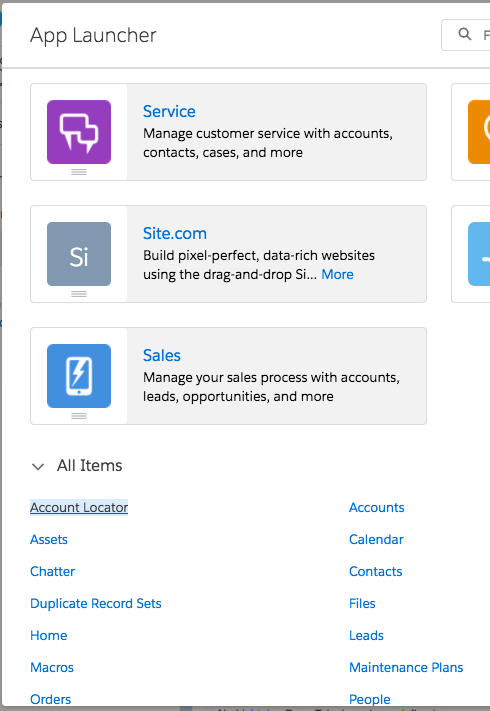 App Launcher
Service
Manage customer service with accounts,
contacts, cases, and more
Si
Site.com
Build pixel-perfect, data-rich websites
using the drag-and-drop Si... More
Sales
Manage your sales process with accounts,
leads, opportunities, and more
All Items
Account Locator
Accounts
Assets
Calendar
Chatter
Contacts
Duplicate Record Sets
Files
Home
Leads
Macros
Maintenance Plans
Orders
People